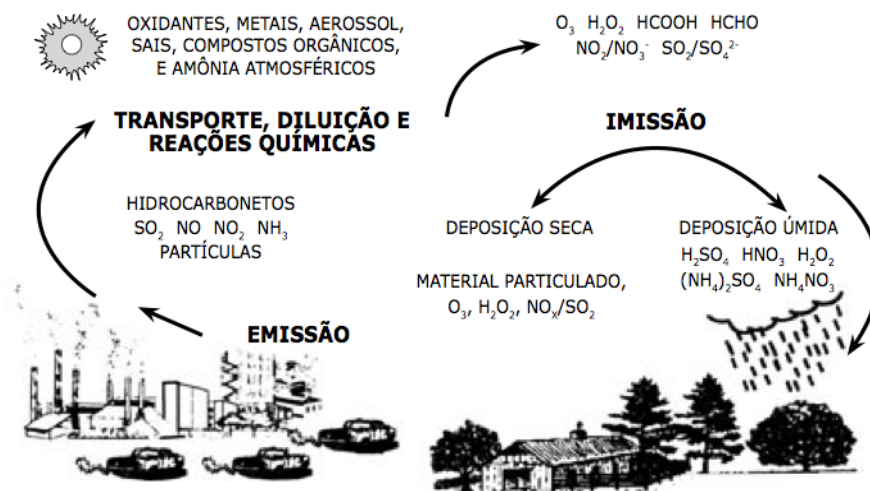 OXIDANTES, METAIS, AEROSSOL,
SAIS, COMPOSTOS ORGÂNICOS,
E AMÔNIA ATMOSFÉRICOS
O₃ H₂O₂ HCOOH HCHO
NO₂/NO₃⁻ SO₂/SO₄²⁻
TRANSPORTE, DILUIÇÃO E
REAÇÕES QUÍMICAS
IMISSÃO
HIDROCARBONETOS
SO₂ NO NO₂ NH₃
PARTÍCULAS
DEPOSIÇÃO SECA
MATERIAL PARTICULADO,
O₃, H₂O₂, NOₓ/SO₂
DEPOSIÇÃO ÚMIDA
H₂SO₄ HNO₃ H₂O₂
(NH₄)₂SO₄ NH₄NO₃
EMISSÃO